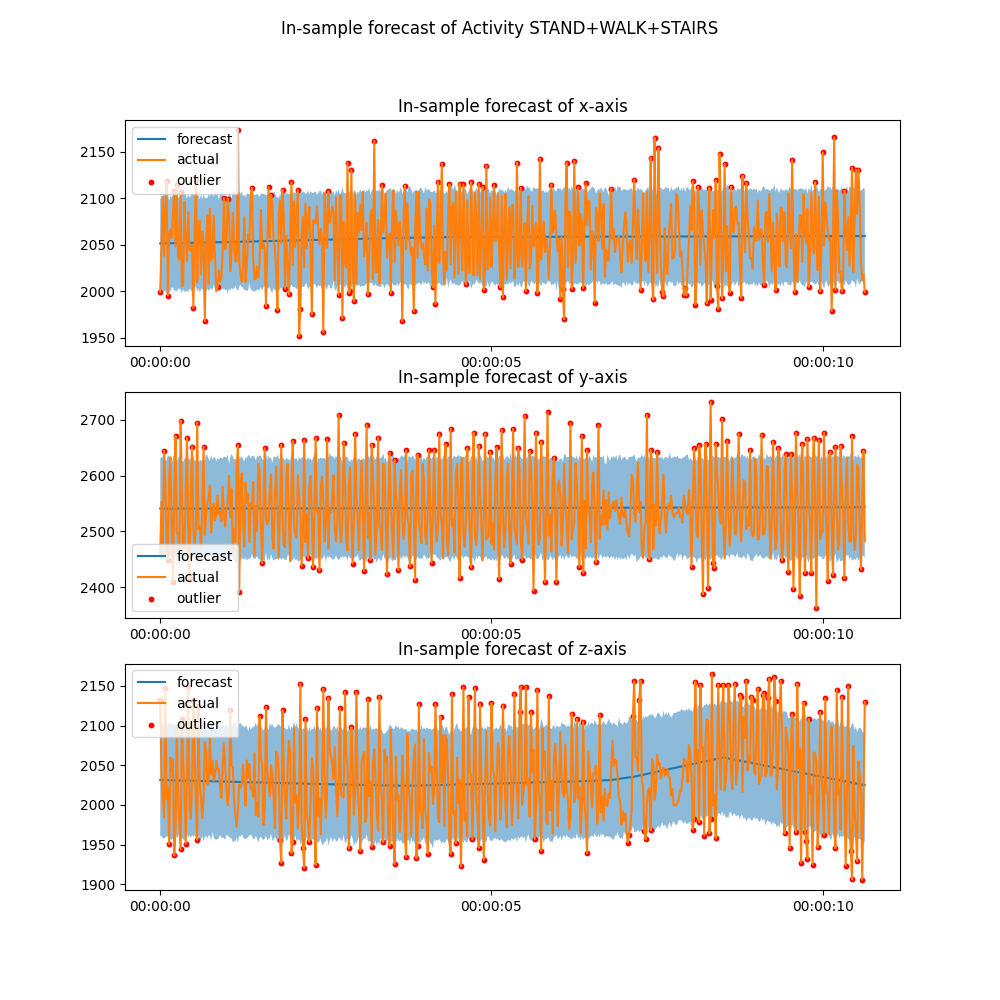 In-sample forecast of Activity STAND+WALK+STAIRS
In-sample forecast of x-axis
forecast
actual
outlier
2150
2100
2050
2000
1950
00:00:00 00:00:05 00:00:10
In-sample forecast of y-axis
2700
2600
2500
2400
forecast
actual
outlier
00:00:00 00:00:05 00:00:10
In-sample forecast of z-axis
forecast
actual
outlier
2150
2100
2050
2000
1950
1900
00:00:00 00:00:05 00:00:10